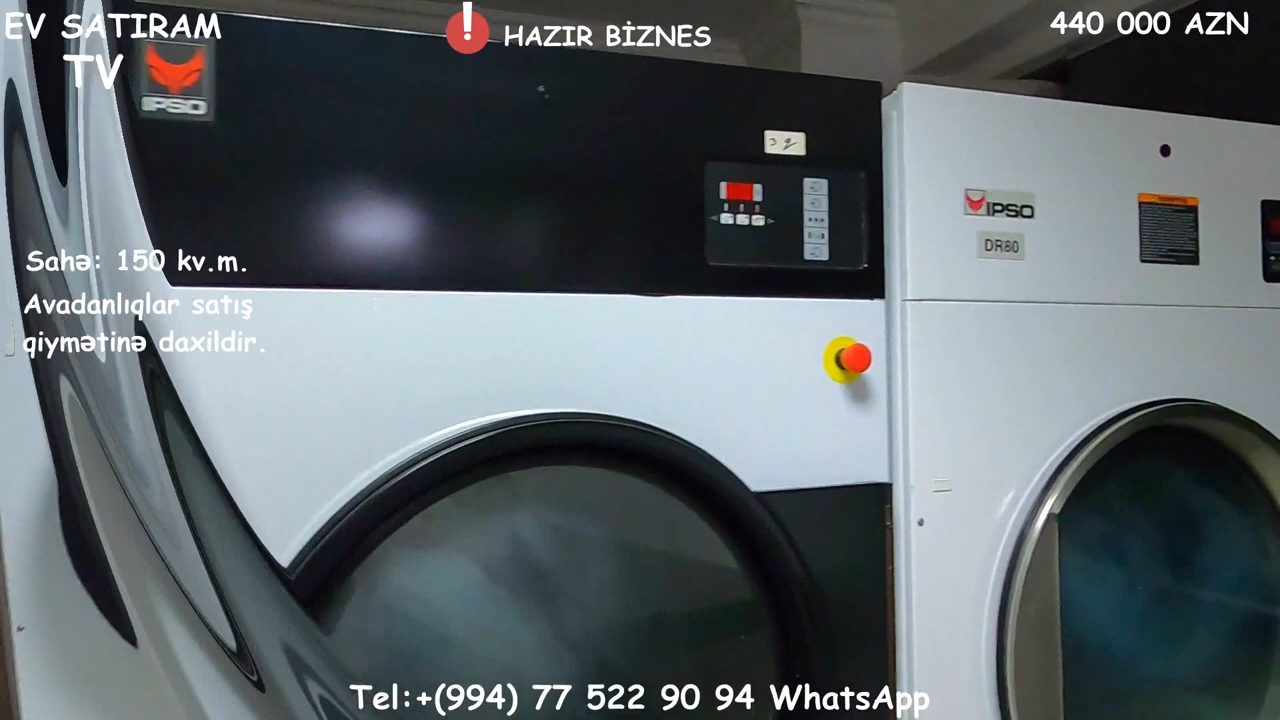 EV SATIRAM
TV
HAZIR BİZNES
440 000 AZN
IPSO
IPSO
DR80
Sahə: 150 kv.m.
Avadanlıqlar satış
qiymətinə daxildir.
Tel:+(994) 77 522 90 94 WhatsApp